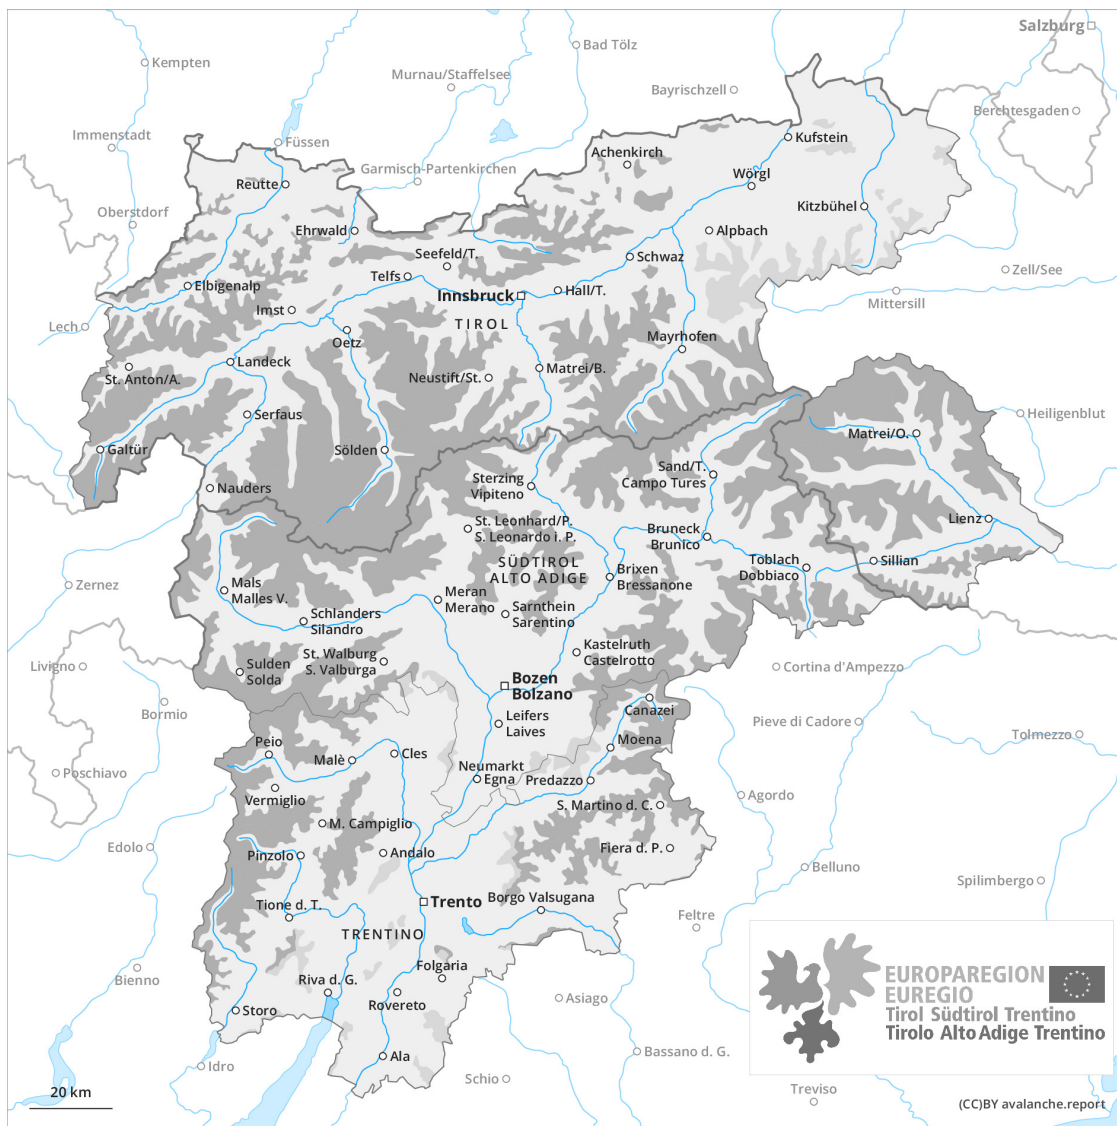 Salzburg
Bad Tölz
Kempten
Murnau/Staffelsee
Bayrischzell
Berchtesgaden
Immenstadt
Füssen
Kufstein
Achenkirch
Garmisch-Partenkirchen
Wörgl
Reutte
Oberstdorf
Kitzbühel
Ehrwald
Alpbach
Seefeld/T.
Schwaz
Zell/See
Telfs
Elbigenalp
Innsbruck
Hall/T.
Mittersill
Imst
TIROL
Lech
Oetz
Mayrhofen
Landeck
Matrei/B.
St. Anton/A.
Neustift/St.
Serfaus
Heiligenblut
Matrei/O.
Galtür
Sölden
Sand/T.
Campo Tures
Sterzing
Vipiteno
Nauders
St. Leonhard/P.
S. Leonardo i. P.
Lienz
Bruneck
Brunico
SÜDTIROL
ALTO ADIGE
Toblach
Dobbiaco
Sillian
Brixen
Bressanone
Zernez
Mals
Malles V.
Meran
Merano
Sarnthein
Sarentino
Schlanders
Silandro
Kastelruth
Castelrotto
St. Walburg
S. Valburga
Livigno
Sulden
Solda
Cortina d'Ampezzo
Bozen
Bolzano
Canazei
Bormio
Leifers
Laives
Pieve di Cadore
Tolmezzo
Peio
Malè
Cles
Moena
Poschiavo
Neumarkt
Egna
Predazzo
Vermiglio
S. Martino d. C.
Agordo
M. Campiglio
Edolo
Pinzolo
Andalo
Fiera d. P.
Belluno
Spilimbergo
Trento
Borgo Valsugana
Tione d. T.
Feltre
TRENTINO
Folgaria
Bienno
Riva d. G.
Rovereto
Asiago
Storo
Ala
Bassano d. G.
Idro
Schio
Treviso
EUROPAREGION
EUREGIO
Tirol Südtirol Trentino
Tirolo Alto Adige Trentino
20 km
(CC)BY avalanche.report